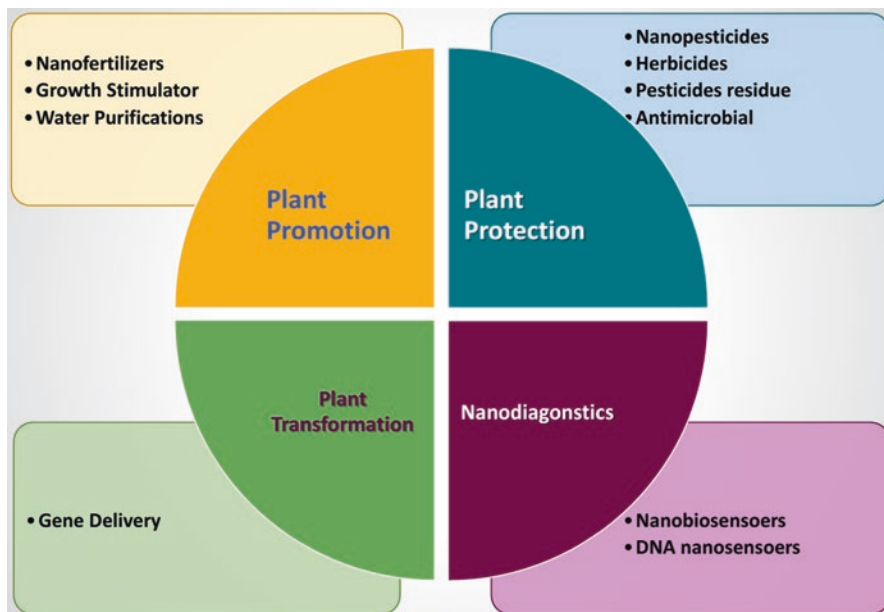 • Nanofertilizers
• Growth Stimulator
• Water Purifications
• Nanopesticides
• Herbicides
• Pesticides residue
• Antimicrobial
Plant
Promotion
Plant
Protection
Plant
Transformation
Nanodiagonstics
• Gene Delivery
• Nanobiosensoers
• DNA nanosensoers